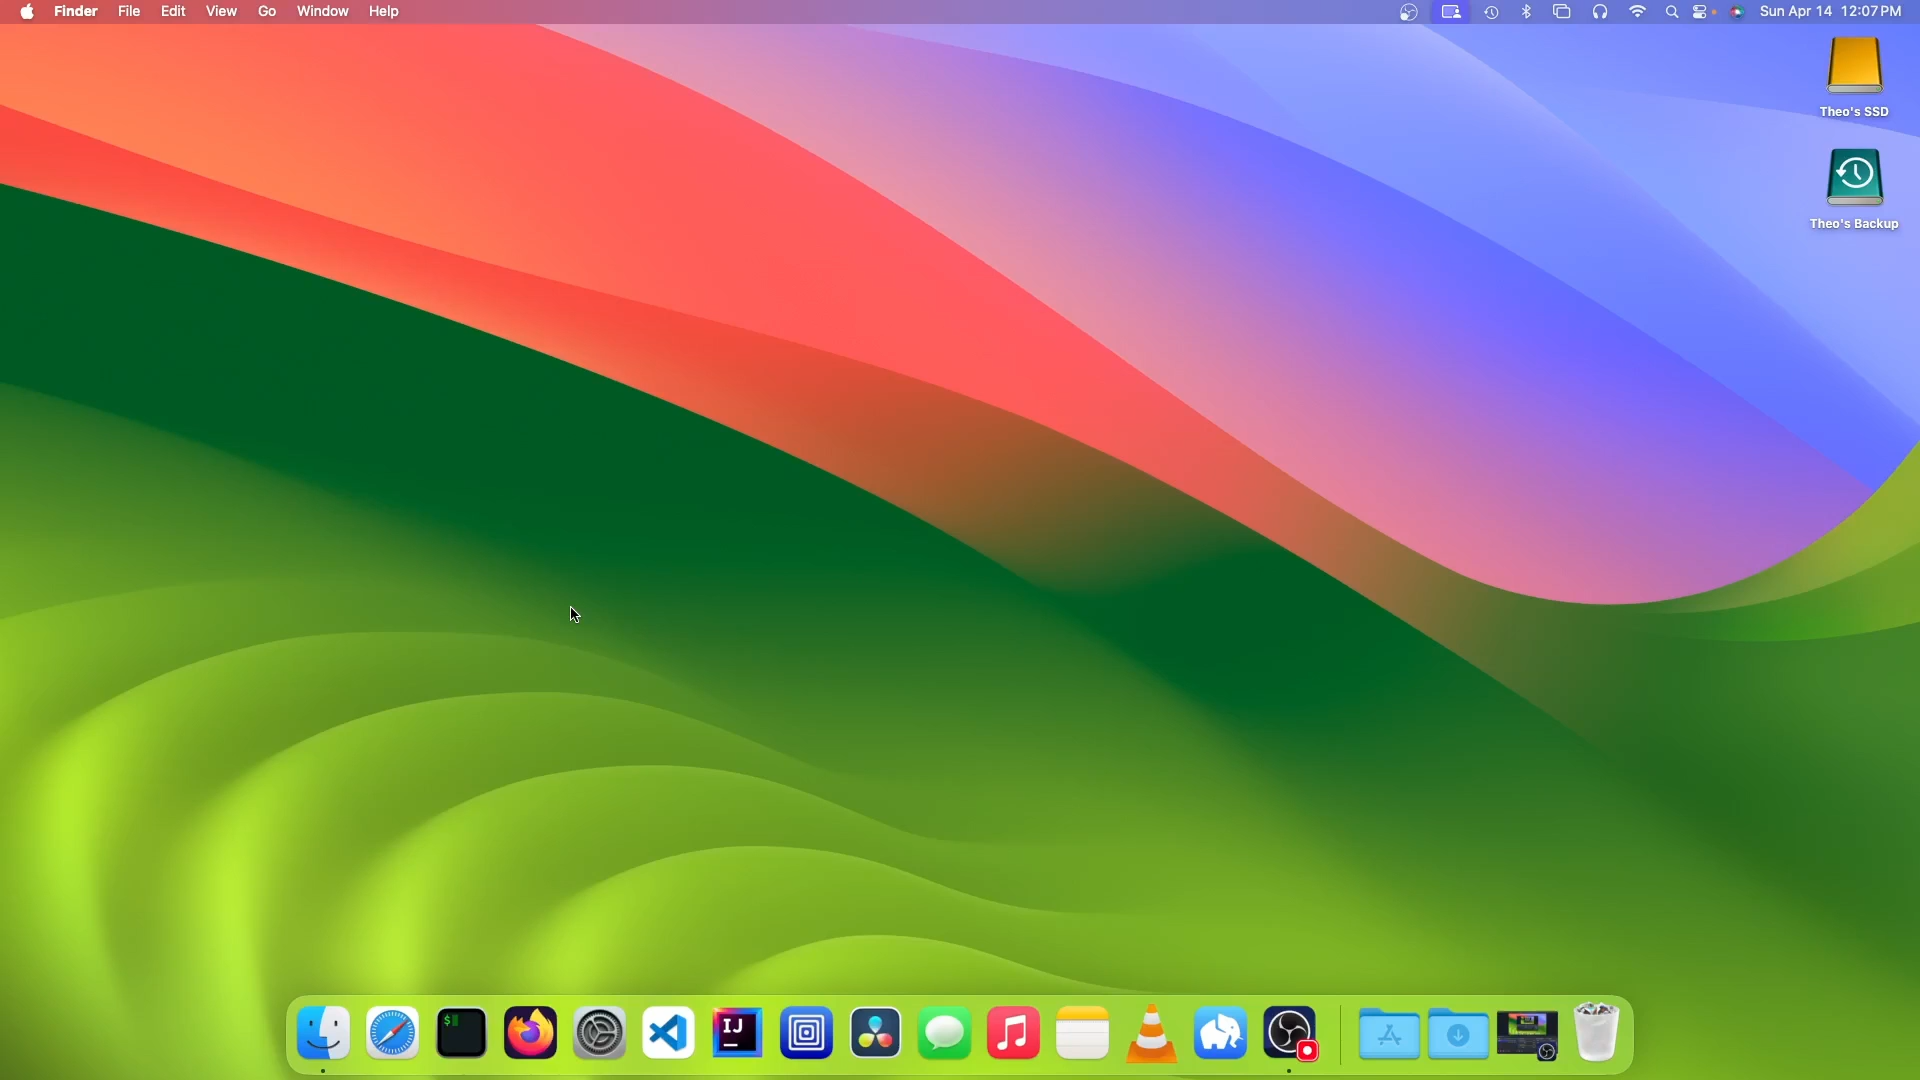 Finder File Edit View Go Window Help Sun Apr 14 12:07 PM
Theo's SSD
Theo's Backup
$
IJ